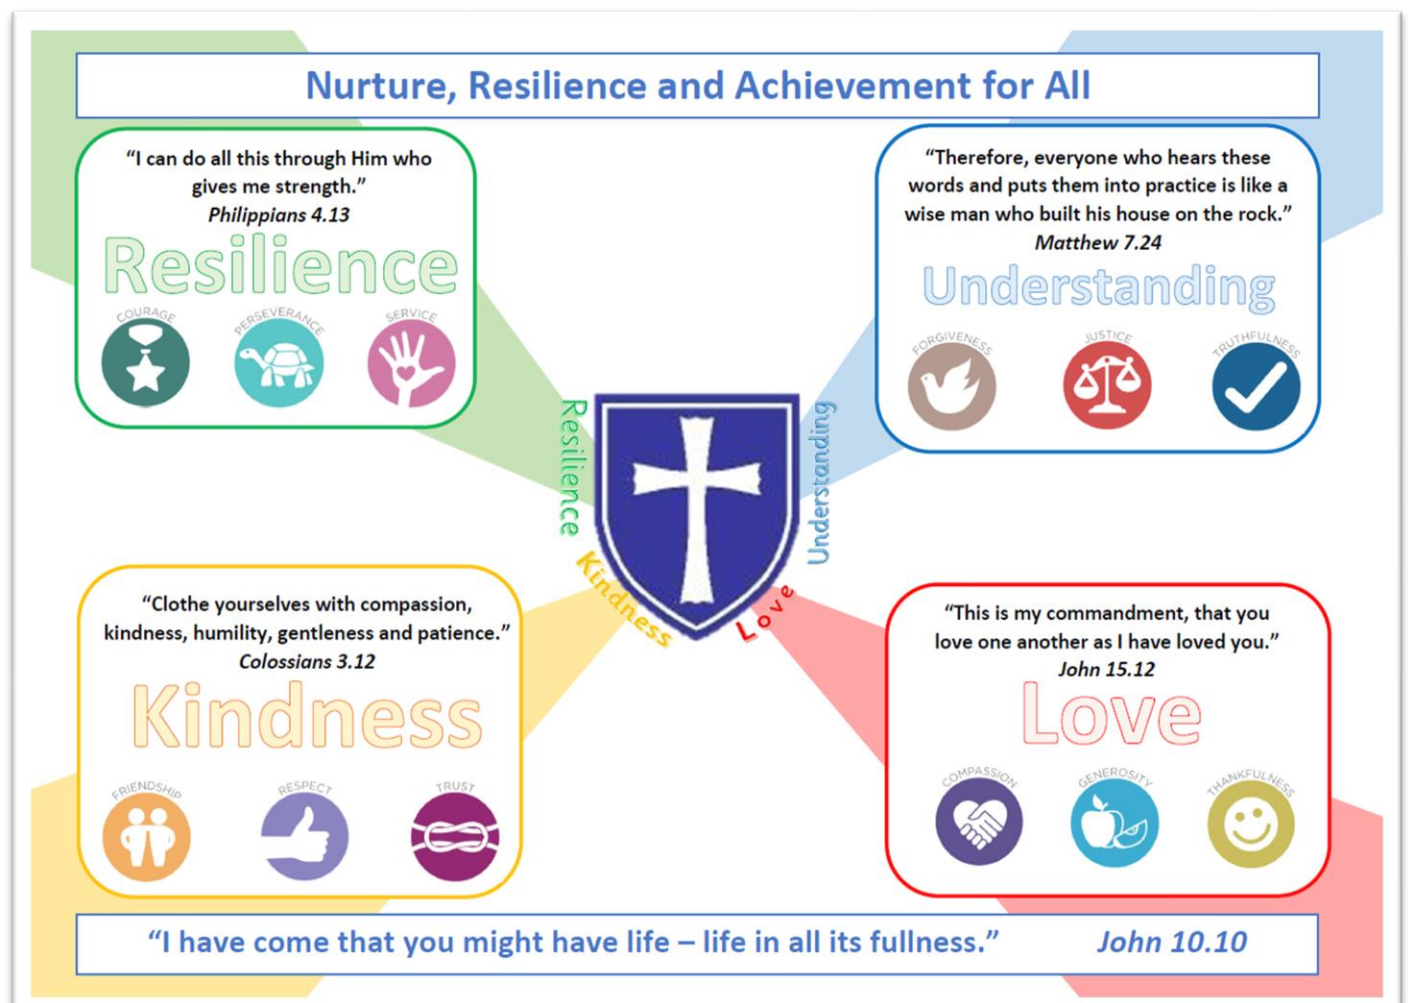 Nurture, Resilience and Achievement for All
“I can do all this through Him who
gives me strength.”
Philippians 4.13
Resilience
COURAGE
PERSEVERANCE
SERVICE
“Therefore, everyone who hears these
words and puts them into practice is like a
wise man who built his house on the rock.”
Matthew 7.24
Understanding
FORGIVENESS
JUSTICE
TRUTHFULNESS
Resilience
Understanding
Kindness
Love
“Clothe yourselves with compassion,
kindness, humility, gentleness and patience.”
Colossians 3.12
Kindness
FRIENDSHIP
RESPECT
TRUST
“This is my commandment, that you
love one another as I have loved you.”
John 15.12
Love
COMPASSION
GENEROSITY
THANKFULNESS
“I have come that you might have life – life in all its fullness.” John 10.10